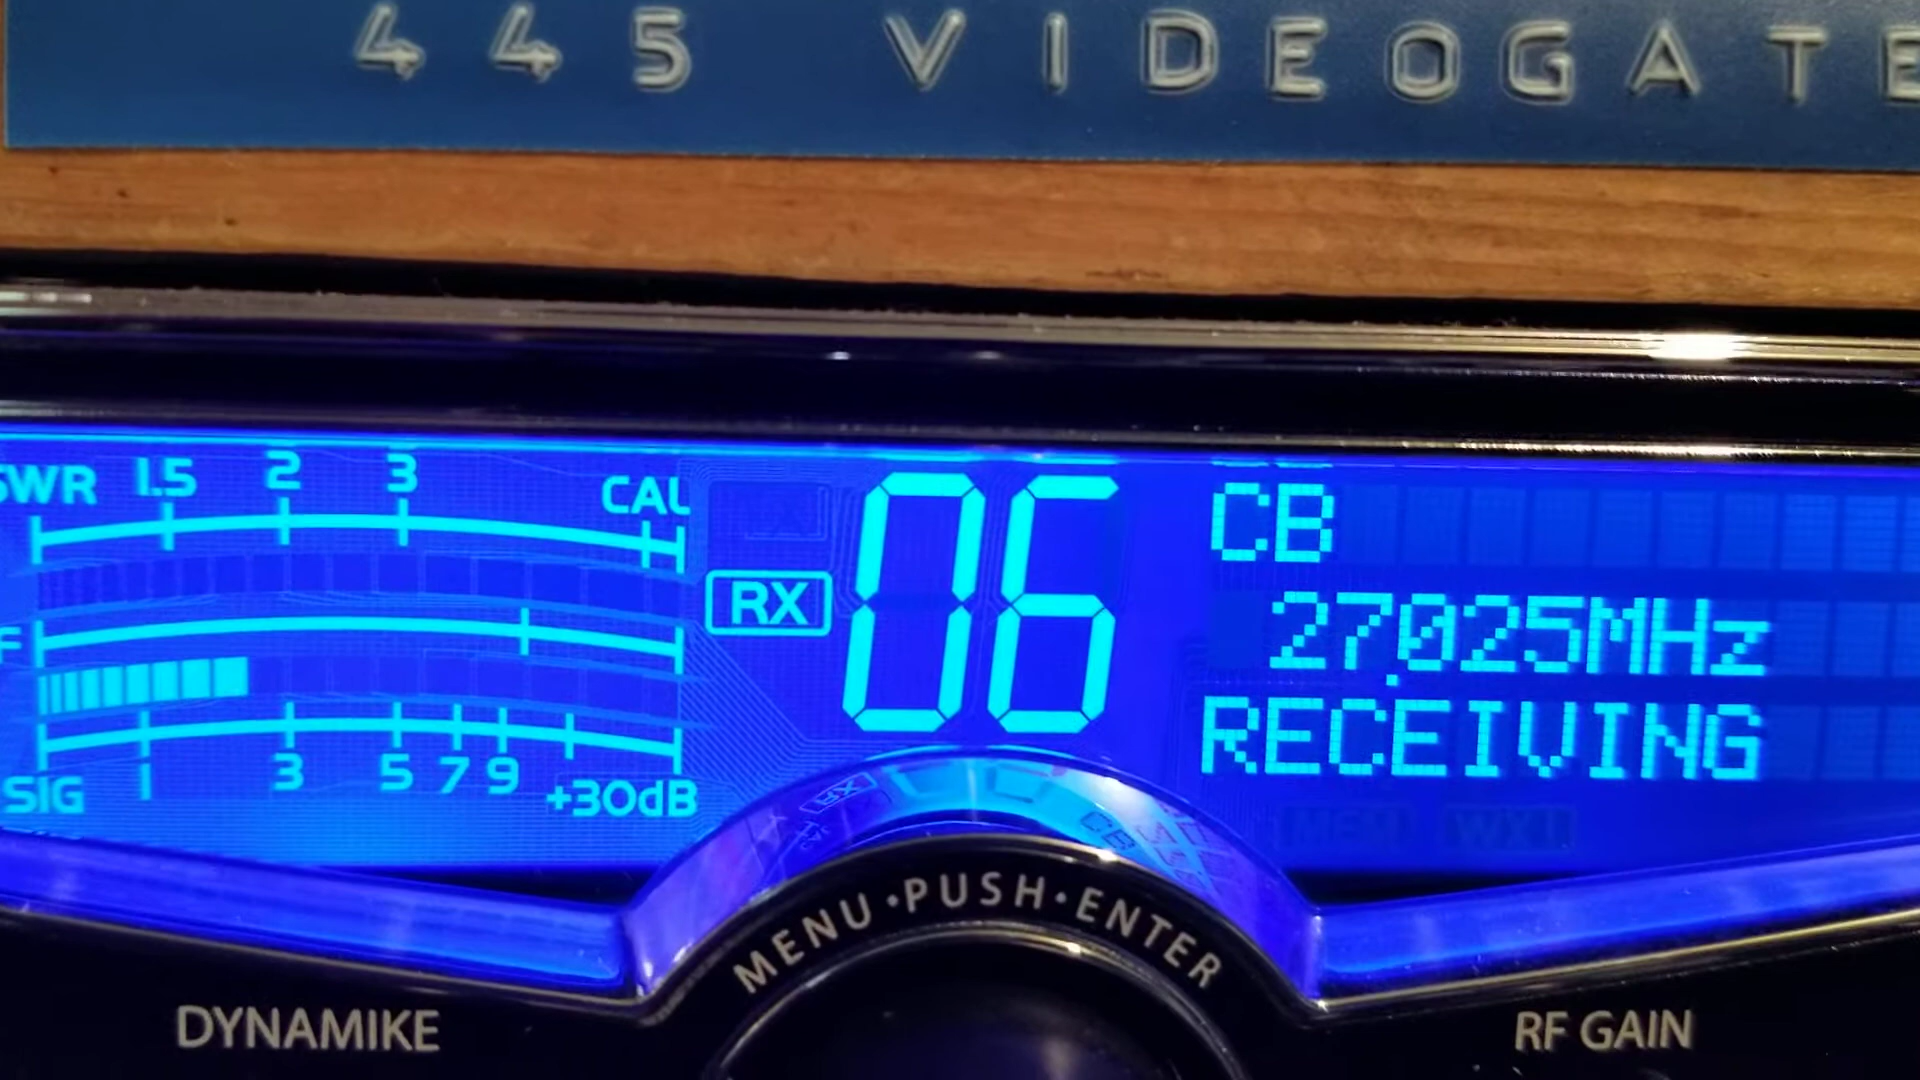 445 VIDEOGATE
SWR 1.5 2 3 CAL
RX
06
CB
27.025MHz
RECEIVING
SIG 1 3 5 7 9 +30dB
MENU·PUSH·ENTER
DYNAMIKE
RF GAIN